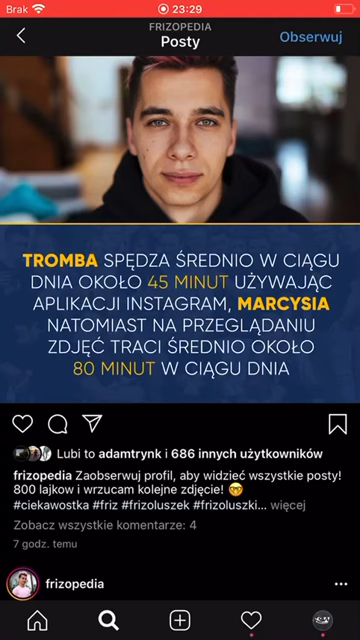 Brak 23:29
FRIZOPEDIA
Posty
Obserwuj
TROMBA SPĘDZA ŚREDNIO W CIĄGU
DNIA OKOŁO 45 MINUT UŻYWAJĄC
APLIKACJI INSTAGRAM, MARCYSIA
NATOMIAST NA PRZEGLĄDANIU
ZDJĘĆ TRACI ŚREDNIO OKOŁO
80 MINUT W CIĄGU DNIA
Lubi to adamtrynk i 686 innych użytkowników
frizopedia Zaobserwuj profil, aby widzieć wszystkie posty!
800 lajkow i wrzucam kolejne zdjęcie! 🤓
#ciekawostka #friz #frizoluszek #frizoluszki... więcej
Zobacz wszystkie komentarze: 4
7 godz. temu
frizopedia